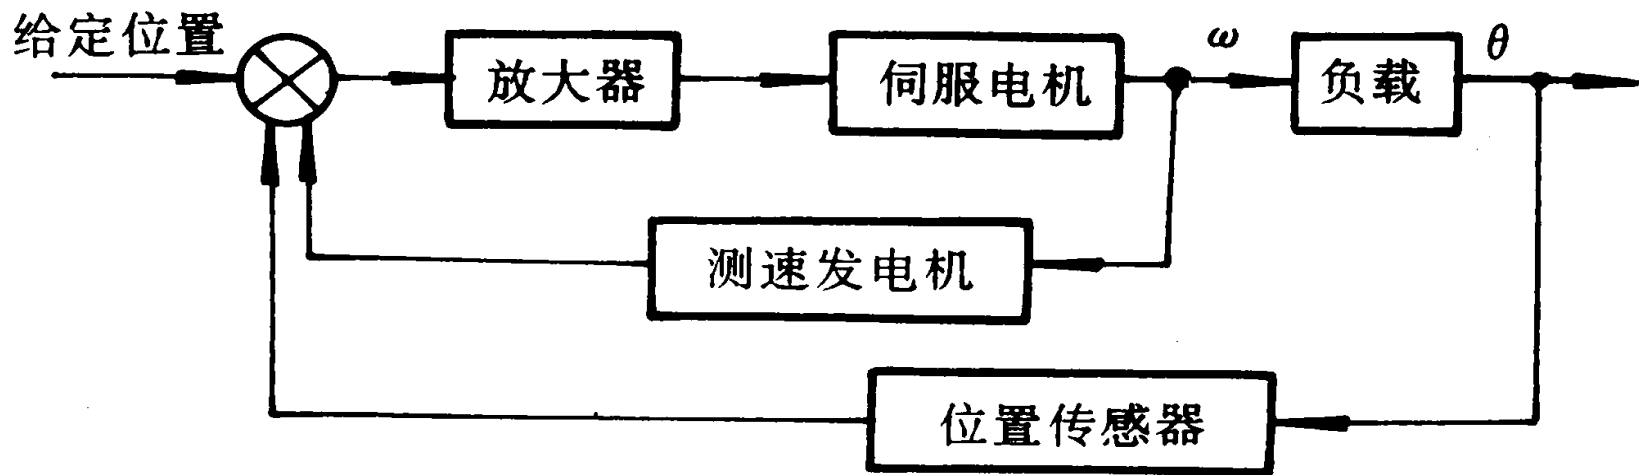 给定位置
放大器
伺服电机
ω
负载
θ
测速发电机
位置传感器